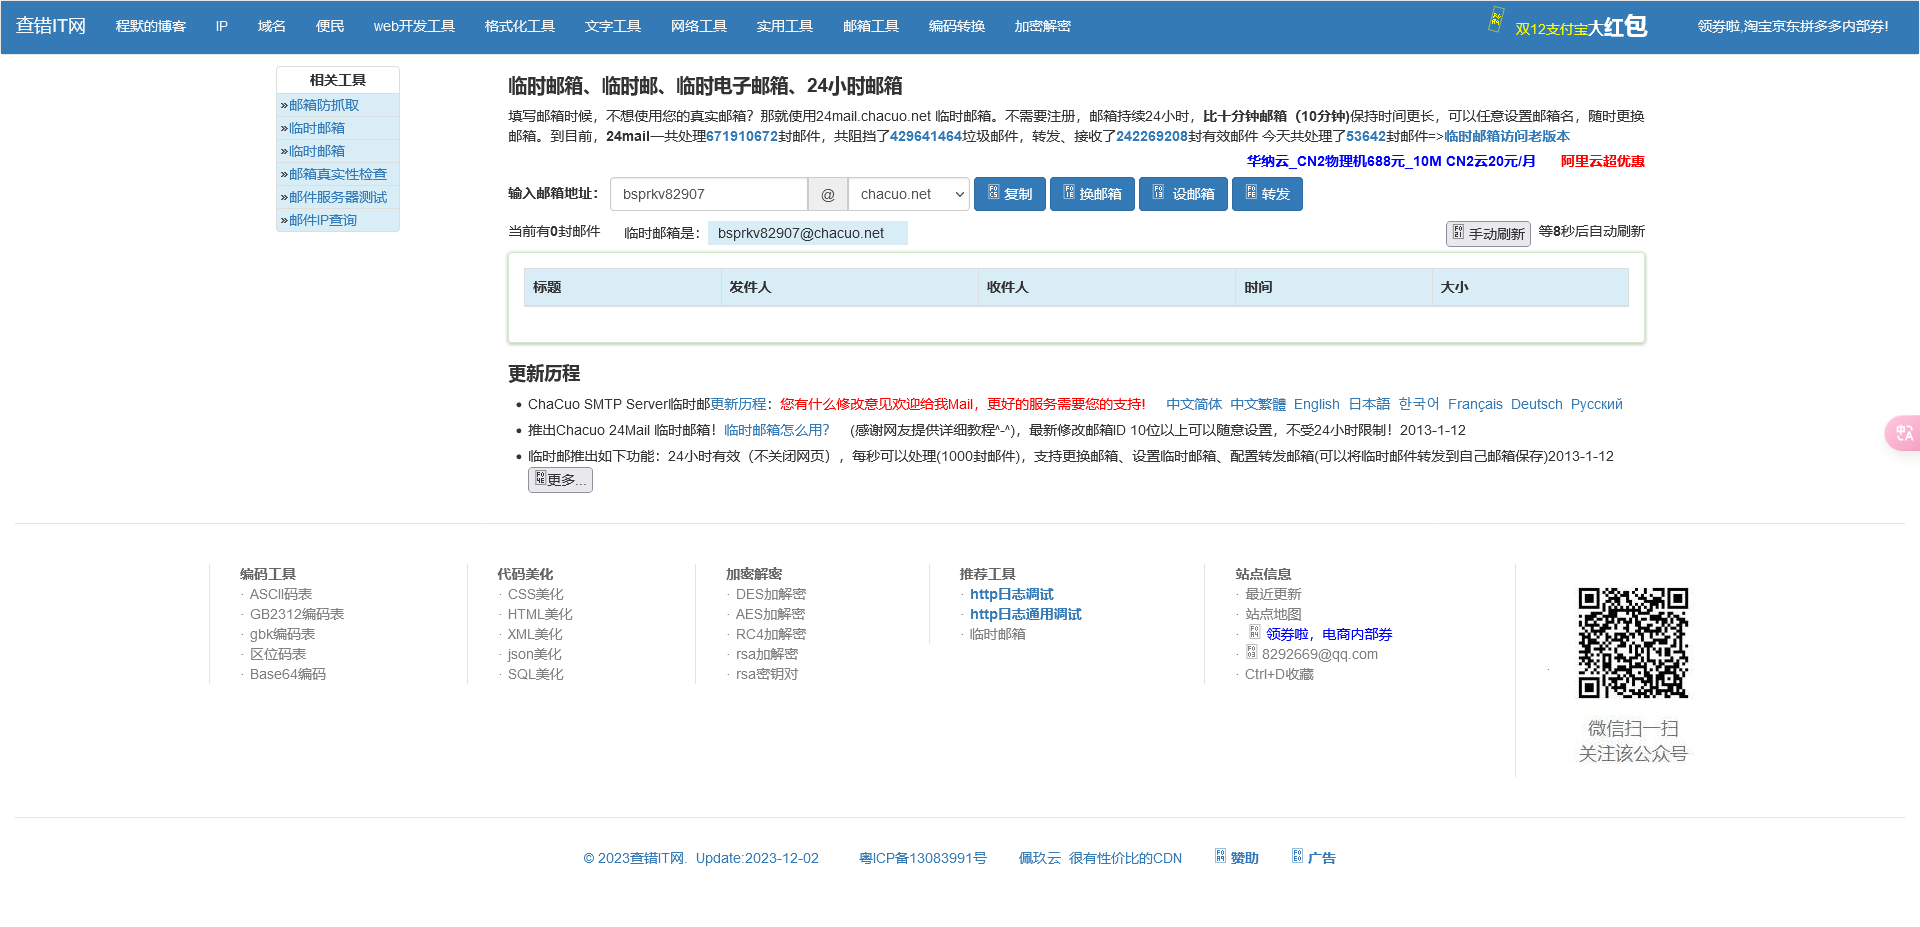 查错IT网 程默的博客 IP 域名 便民 web开发工具 格式化工具 文字工具 网络工具 实用工具 邮箱工具 编码转换 加密解密 双12支付宝大红包 领券啦,淘宝京东拼多多内部券!
相关工具
»邮箱防抓取
»临时邮箱
»临时邮箱
»邮箱真实性检查
»邮件服务器测试
»邮件IP查询
临时邮箱、临时邮、临时电子邮箱、24小时邮箱
填写邮箱时候，不想使用您的真实邮箱？那就使用24mail.chacuo.net 临时邮箱。不需要注册，邮箱持续24小时，比十分钟邮箱（10分钟)保持时间更长，可以任意设置邮箱名，随时更换
邮箱。到目前，24mail一共处理671910672封邮件，共阻挡了429641464垃圾邮件，转发、接收了242269208封有效邮件 今天共处理了53642封邮件=>临时邮箱访问老版本
华纳云_CN2物理机688元_10M CN2云20元/月 阿里云超优惠
输入邮箱地址： bsprkv82907 @ chacuo.net 复制 换邮箱 设邮箱 转发
当前有0封邮件 临时邮箱是： bsprkv82907@chacuo.net 手动刷新 等8秒后自动刷新
标题 发件人 收件人 时间 大小
更新历程
• ChaCuo SMTP Server临时邮更新历程：您有什么修改意见欢迎给我Mail，更好的服务需要您的支持! 中文简体 中文繁體 English 日本語 한국어 Français Deutsch Русский
• 推出Chacuo 24Mail 临时邮箱！临时邮箱怎么用？ (感谢网友提供详细教程^-^)，最新修改邮箱ID 10位以上可以随意设置，不受24小时限制！2013-1-12
• 临时邮推出如下功能：24小时有效（不关闭网页），每秒可以处理(1000封邮件)，支持更换邮箱、设置临时邮箱、配置转发邮箱(可以将临时邮件转发到自己邮箱保存)2013-1-12
更多...
编码工具
· ASCII码表
· GB2312编码表
· gbk编码表
· 区位码表
· Base64编码
代码美化
· CSS美化
· HTML美化
· XML美化
· json美化
· SQL美化
加密解密
· DES加解密
· AES加解密
· RC4加解密
· rsa加解密
· rsa密钥对
推荐工具
· http日志调试
· http日志通用调试
· 临时邮箱
站点信息
· 最近更新
· 站点地图
· 领券啦，电商内部券
· 8292669@qq.com
· Ctrl+D收藏
微信扫一扫
关注该公众号
© 2023查错IT网. Update:2023-12-02 粤ICP备13083991号 佩玖云 很有性价比的CDN 赞助 广告